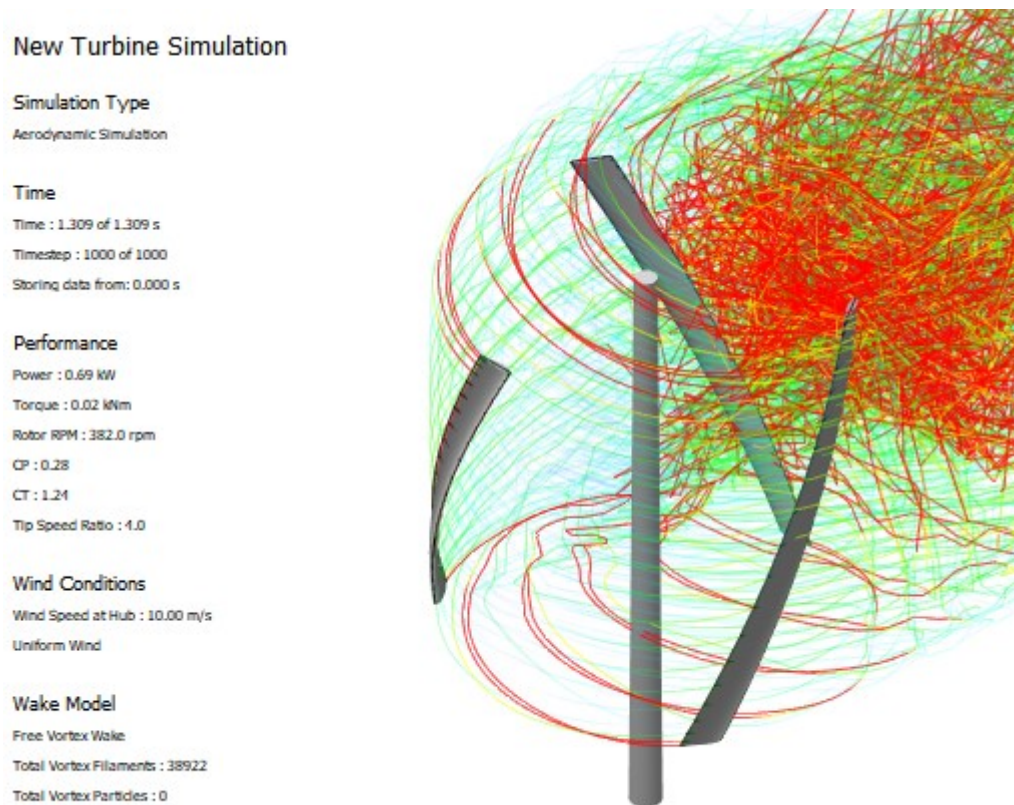 New Turbine Simulation
Simulation Type
Aerodynamic Simulation
Time
Time : 1.309 of 1.309 s
Timestep : 1000 of 1000
Storing data from: 0.000 s
Performance
Power : 0.69 kW
Torque : 0.02 kNm
Rotor RPM : 382.0 rpm
CP : 0.28
CT : 1.24
Tip Speed Ratio : 4.0
Wind Conditions
Wind Speed at Hub : 10.00 m/s
Uniform Wind
Wake Model
Free Vortex Wake
Total Vortex Filaments : 38922
Total Vortex Particles : 0